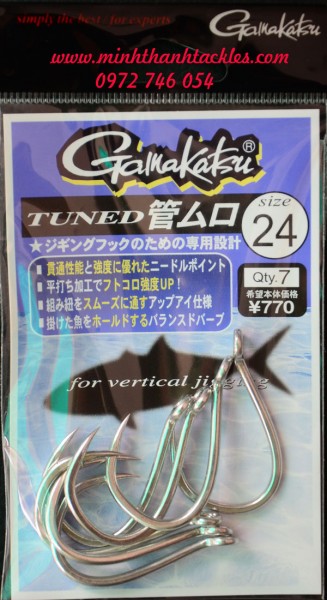 simply the best / for experts
Gamakatsu
www.minhthanhtackles.com
0972 746 054
Gamakatsu®
TUNED 管ムロ
size 24
★ジギングフックのための専用設計
■貫通性能と強度に優れたニードルポイント
■平打ち加工でフトコロ強度UP！
■組み紐をスムーズに通すアップアイ仕様
■掛けた魚をホールドするバランスドバーブ
Qty. 7
希望本体価格
¥770
for vertical jigging